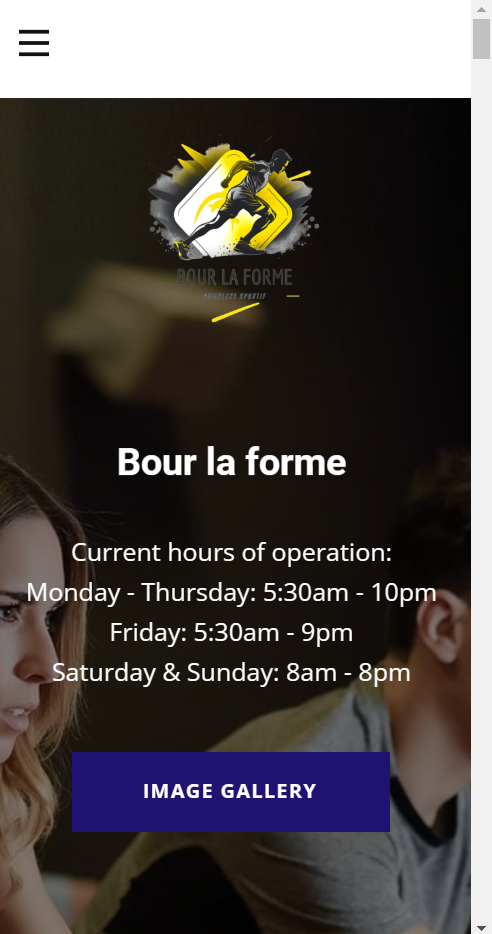 BOUR LA FORME
COMPLEXE SPORTIF
Bour la forme
Current hours of operation:
Monday - Thursday: 5:30am - 10pm
Friday: 5:30am - 9pm
Saturday & Sunday: 8am - 8pm
IMAGE GALLERY